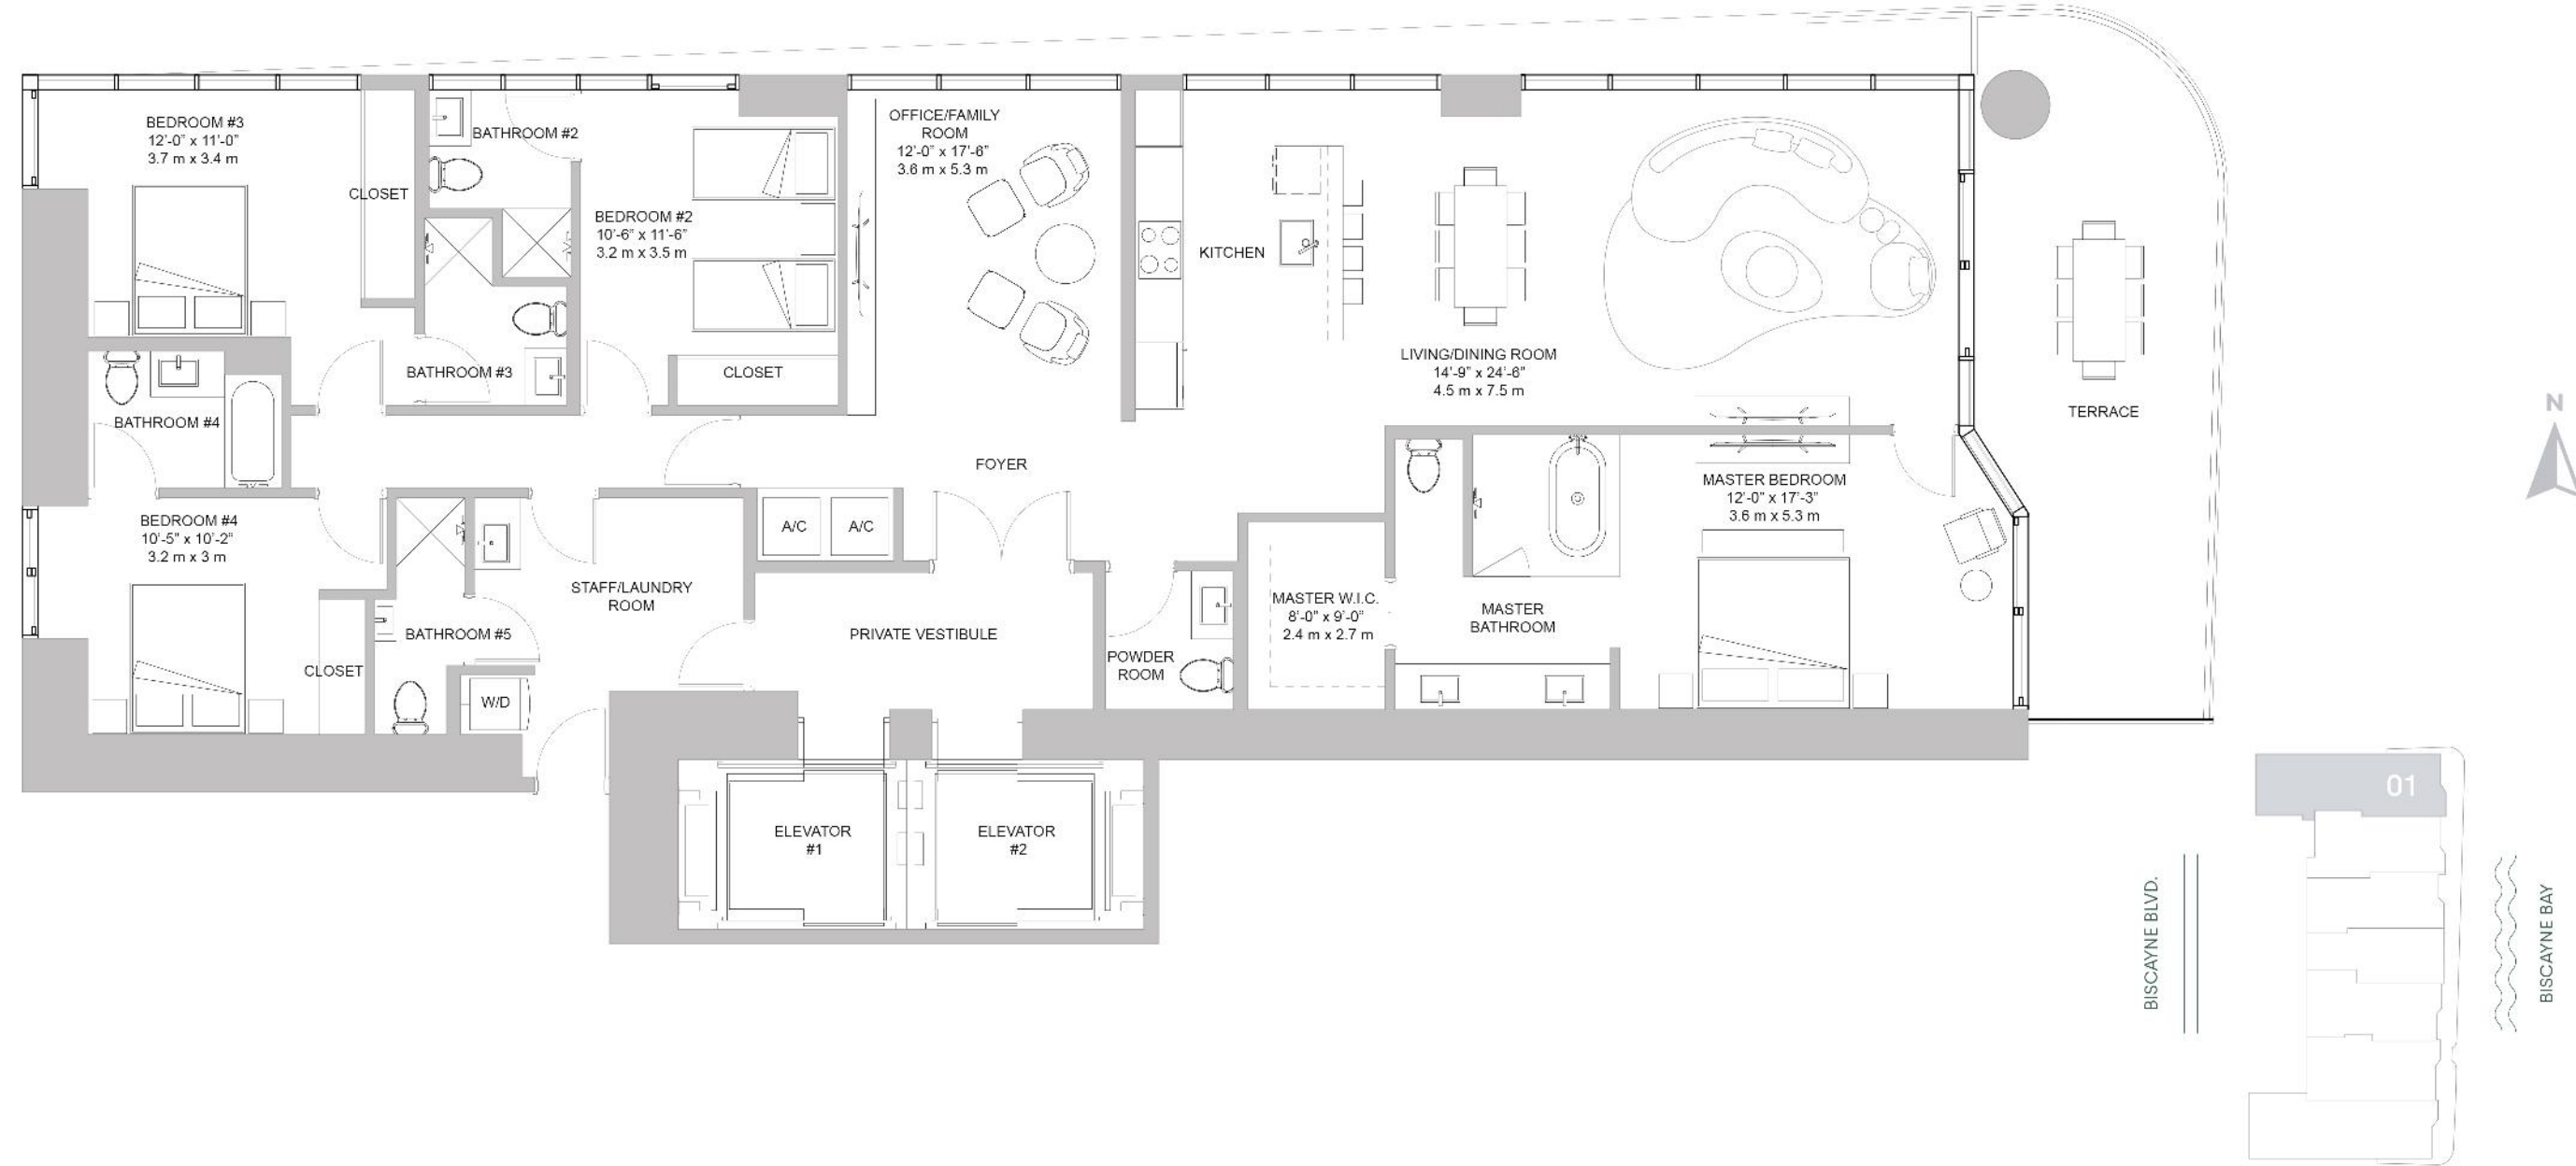 BEDROOM #3
12'-0" x 11'-0"
3.7 m x 3.4 m
CLOSET
BATHROOM #2
BEDROOM #2
10'-6" x 11'-6"
3.2 m x 3.5 m
OFFICE/FAMILY
ROOM
12'-0" x 17'-6"
3.6 m x 5.3 m
KITCHEN
LIVING/DINING ROOM
14'-9" x 24'-6"
4.5 m x 7.5 m
TERRACE
N
BATHROOM #3
CLOSET
BATHROOM #4
FOYER
MASTER BEDROOM
12'-0" x 17'-3"
3.6 m x 5.3 m
BEDROOM #4
10'-5" x 10'-2"
3.2 m x 3 m
A/C
A/C
STAFF/LAUNDRY
ROOM
BATHROOM #5
CLOSET
W/D
PRIVATE VESTIBULE
POWDER
ROOM
MASTER W.I.C.
8'-0" x 9'-0"
2.4 m x 2.7 m
MASTER
BATHROOM
ELEVATOR
#1
ELEVATOR
#2
01
BISCAYNE BLVD.
BISCAYNE BAY